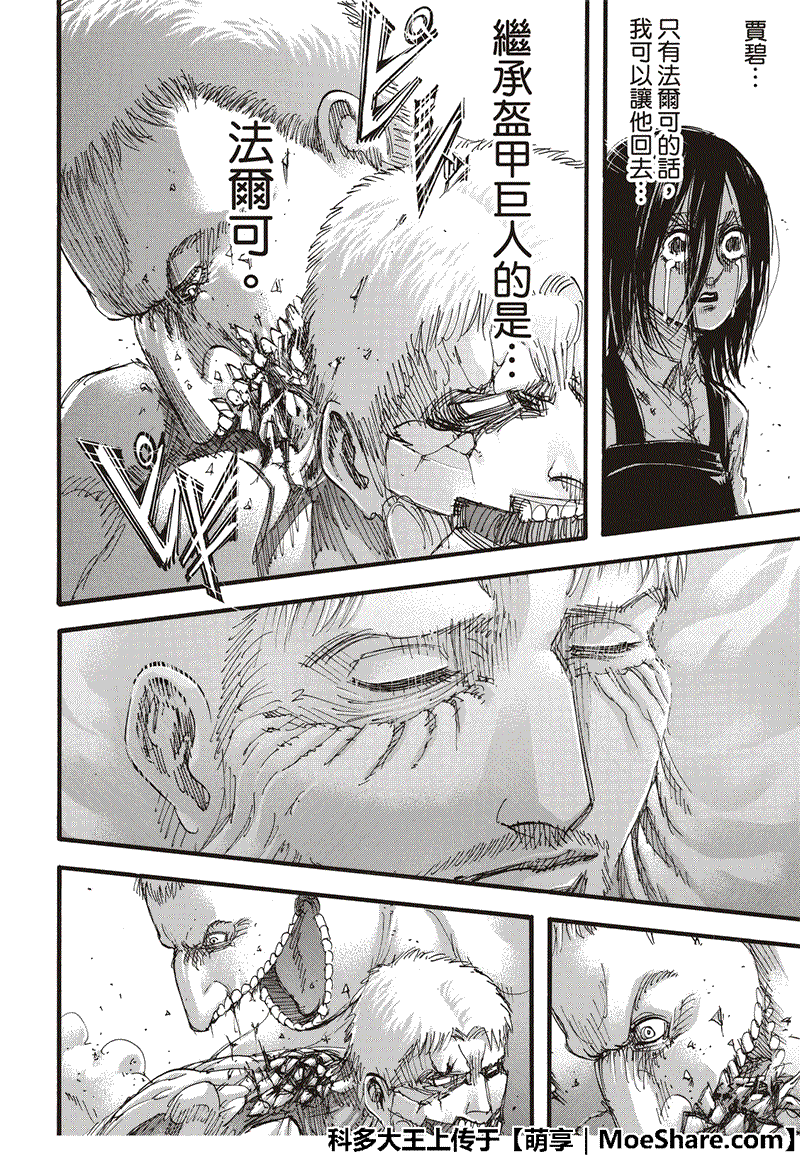 賈碧…
只有法爾可的話，
我可以讓他回去…
繼承盔甲巨人的是…
法爾可。
科多大王上传于【萌享｜MoeShare.com】